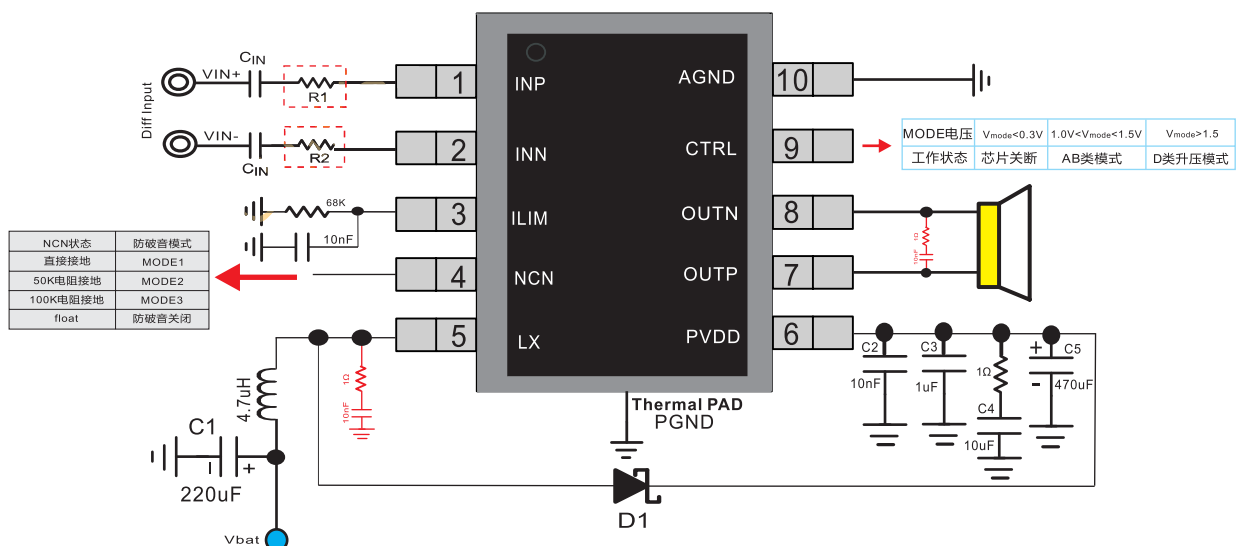 Diff Input
VIN+
CIN
R1
VIN-
CIN
R2
1
INP
2
INN
3
ILIM
4
NCN
5
LX
10
AGND
9
CTRL
8
OUTN
7
OUTP
6
PVDD
68K
10nF
NCN状态 防破音模式
直接接地 MODE1
50K电阻接地 MODE2
100K电阻接地 MODE3
float 防破音关闭
MODE电压 Vmode<0.3V 1.0V<Vmode<1.5V Vmode>1.5
工作状态 芯片关断 AB类模式 D类升压模式
1Ω
10nF
4.7uH
1Ω
10nF
C1
-
+
220uF
Vbat
Thermal PAD
PGND
D1
C2
10nF
C3
1uF
1Ω
C4
10uF
+
C5
-
470uF